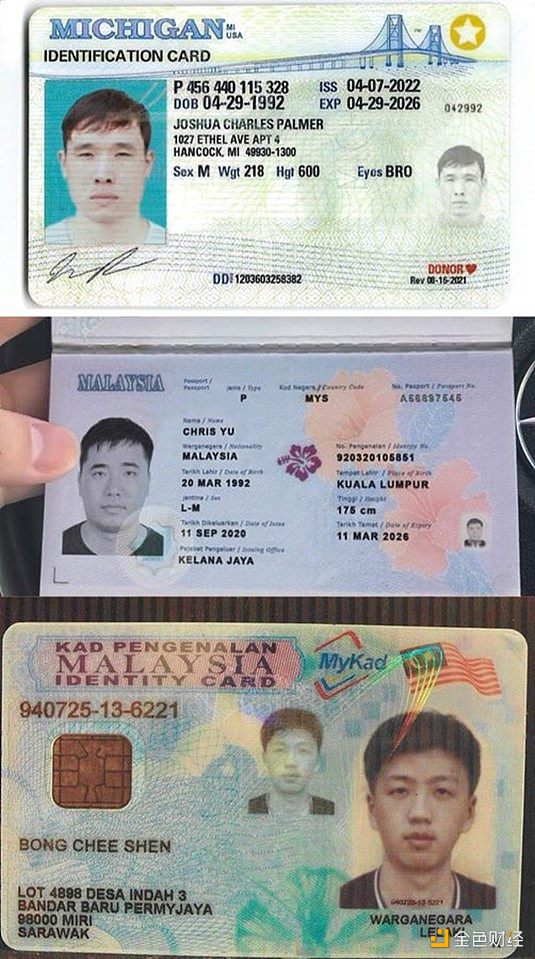 MICHIGAN MI
USA
IDENTIFICATION CARD
P 456 440 115 328 ISS 04-07-2022
DOB 04-29-1992 EXP 04-29-2026
042992
JOSHUA CHARLES PALMER
1027 ETHEL AVE APT 4
HANCOCK, MI 49930-1300
Sex M Wgt 218 Hgt 600 Eyes BRO
DONOR
DD 1203603258382
Rev 08-16-2021
MALAYSIA
Passport / Jenis / Type Kod Negara / Country Code No. Pasport / Passport No.
P MYS A66897546
Nama / Name
CHRIS YU
Warganegara / Nationality No. Pengenalan / Identity No.
MALAYSIA 920320105851
Tarikh Lahir / Date of Birth Tempat Lahir / Place of Birth
20 MAR 1992 KUALA LUMPUR
Jantina / Sex Tinggi / Height
L-M 175 cm
Tarikh Dikeluarkan / Date of Issue Tarikh Tamat / Date of Expiry
11 SEP 2020 11 MAR 2026
Pejabat Pengeluar / Issuing Office
KELANA JAYA
KAD PENGENALAN
MALAYSIA
IDENTITY CARD
MyKad
940725-13-6221
BONG CHEE SHEN
LOT 4898 DESA INDAH 3
BANDAR BARU PERMYJAYA
98000 MIRI
SARAWAK
940725-13-6221
WARGANEGARA
LELAKI
金色财经